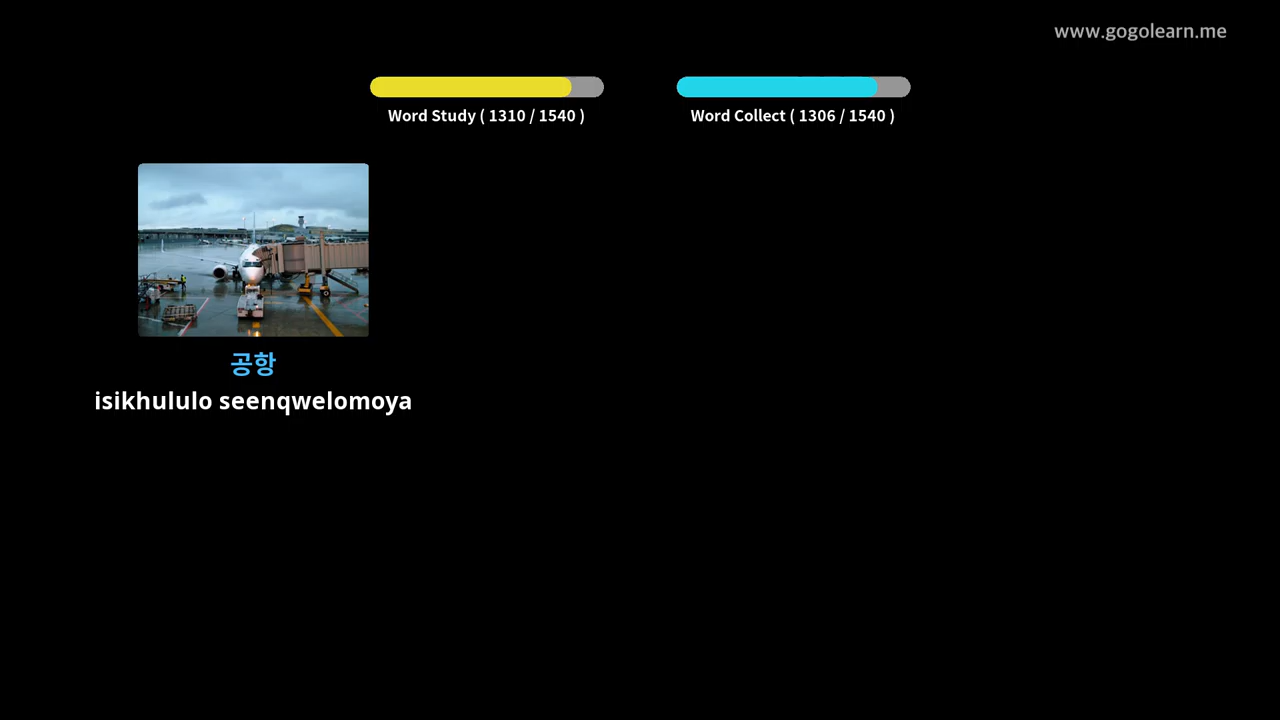 www.gogolearn.me
Word Study ( 1310 / 1540 )
Word Collect ( 1306 / 1540 )
공항
isikhululo seenqwelomoya